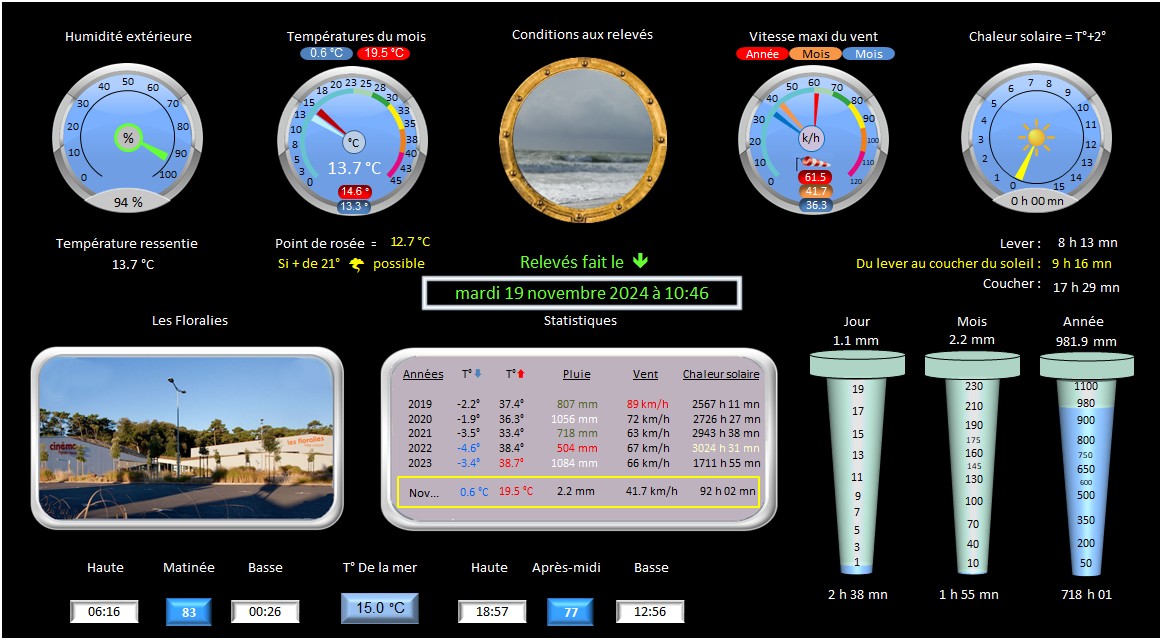 Humidité extérieure
Températures du mois
Conditions aux relevés
Vitesse maxi du vent
Chaleur solaire = T°+2°
0.6 °C 19.5 °C
Année Mois Mois
0 10 20 30 40 50 60 70 80 90 100
%
94 %
0 3 5 8 10 13 15 18 20 23 25 28 30 33 35 38 40 43 45
°C
13.7 °C
14.6 °
13.3 °
0 10 20 30 40 50 60 70 80 90 100 110 120
k/h
61.5
41.7
36.3
0 1 2 3 4 5 6 7 8 9 10 11 12 13 14 15
0 h 00 mn
Température ressentie
13.7 °C
Point de rosée = 12.7 °C
Si + de 21° possible
Relevés fait le
mardi 19 novembre 2024 à 10:46
Lever : 8 h 13 mn
Du lever au coucher du soleil : 9 h 16 mn
Coucher : 17 h 29 mn
Les Floralies
cinéma
les floralies
Statistiques
Années T° T° Pluie Vent Chaleur solaire
2019 -2.2° 37.4° 807 mm 89 km/h 2567 h 11 mn
2020 -1.9° 36.3° 1056 mm 72 km/h 2726 h 27 mn
2021 -3.5° 33.4° 718 mm 63 km/h 2943 h 38 mn
2022 -4.6° 38.4° 504 mm 67 km/h 3024 h 31 mn
2023 -3.4° 38.7° 1084 mm 66 km/h 1711 h 55 mn
Nov... 0.6 °C 19.5 °C 2.2 mm 41.7 km/h 92 h 02 mn
Jour
1.1 mm
19
17
15
13
11
9
7
5
3
1
2 h 38 mn
Mois
2.2 mm
230
210
190
175
160
145
130
100
70
40
10
1 h 55 mn
Année
981.9 mm
1100
980
900
800
750
650
600
500
350
200
50
718 h 01
Haute Matinée Basse T° De la mer Haute Après-midi Basse
06:16 83 00:26 15.0 °C 18:57 77 12:56